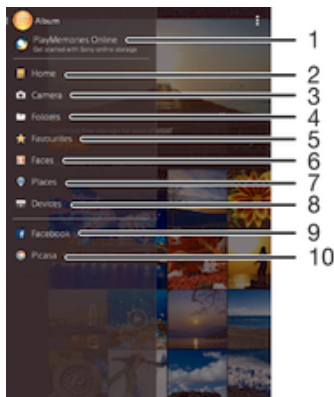 Album
PlayMemories Online
Get started with Sony online storage
1
Home
2
Camera
3
Folders
4
Favourites
5
Faces
6
Places
7
Devices
8
Facebook
9
Picasa
10